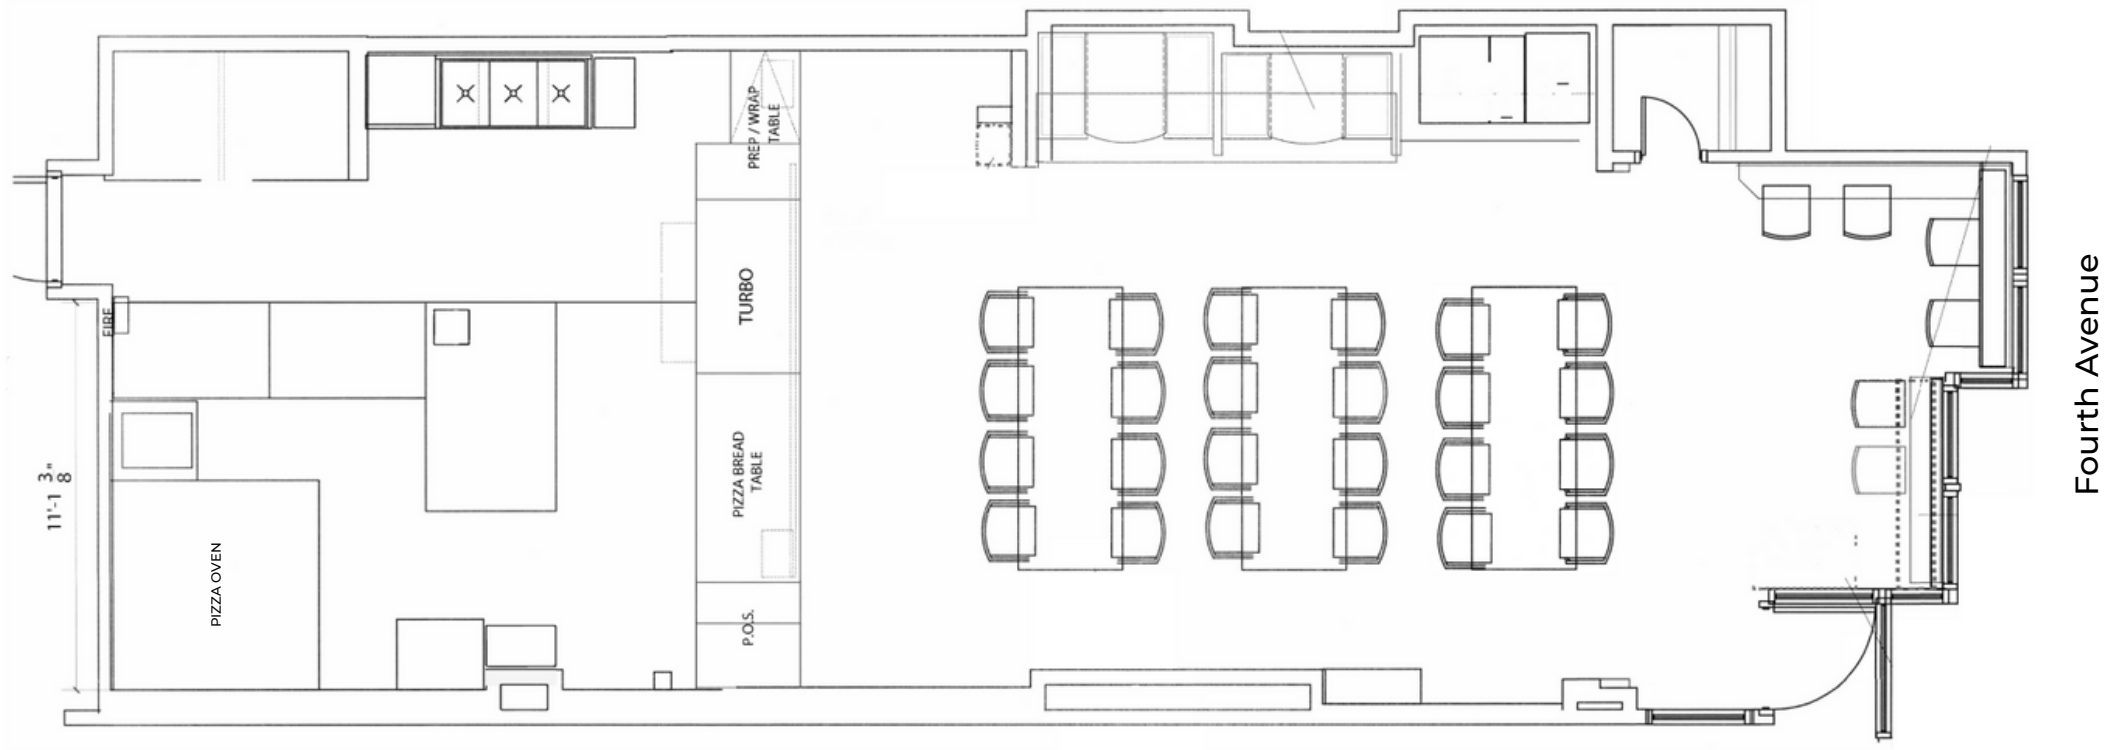 PREP / WRAP
TABLE
TURBO
FIRE
PIZZA BREAD
TABLE
11'-1 3"
8
PIZZA OVEN
P.O.S.
Fourth Avenue